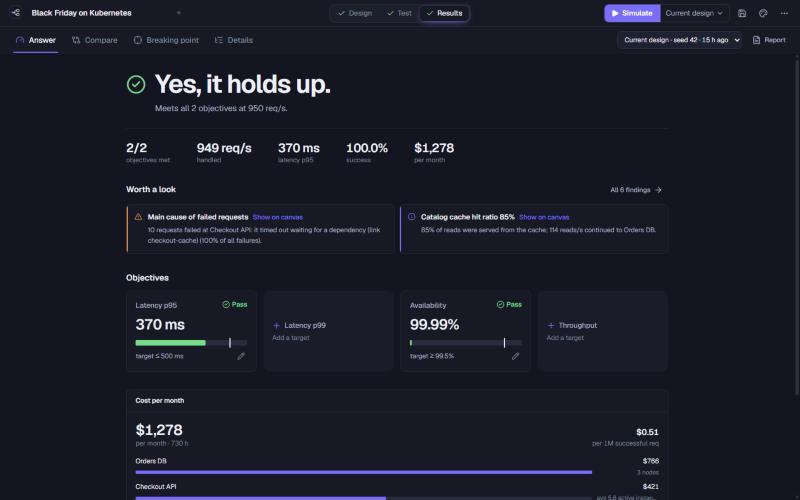 Black Friday on Kubernetes
Design
Test
Results
Simulate
Current design
Answer
Compare
Breaking point
Details
Current design · seed 42 · 15 h ago
Report
Yes, it holds up.
Meets all 2 objectives at 950 req/s.
2/2
objectives met
949 req/s
handled
370 ms
latency p95
100.0%
success
$1,278
per month
Worth a look
All 6 findings →
Main cause of failed requests Show on canvas
10 requests failed at Checkout API: it timed out waiting for a dependency (link
checkout-cache) (100% of all failures).
Catalog cache hit ratio 85% Show on canvas
85% of reads were served from the cache; 114 reads/s continued to Orders DB.
Objectives
Latency p95
Pass
370 ms
target ≤ 500 ms
+ Latency p99
Add a target
Availability
Pass
99.99%
target ≥ 99.5%
+ Throughput
Add a target
Cost per month
$1,278
per month · 730 h
$0.51
per 1M successful req
Orders DB
$766
3 nodes
Checkout API
$421
avg 5.8 active instan...